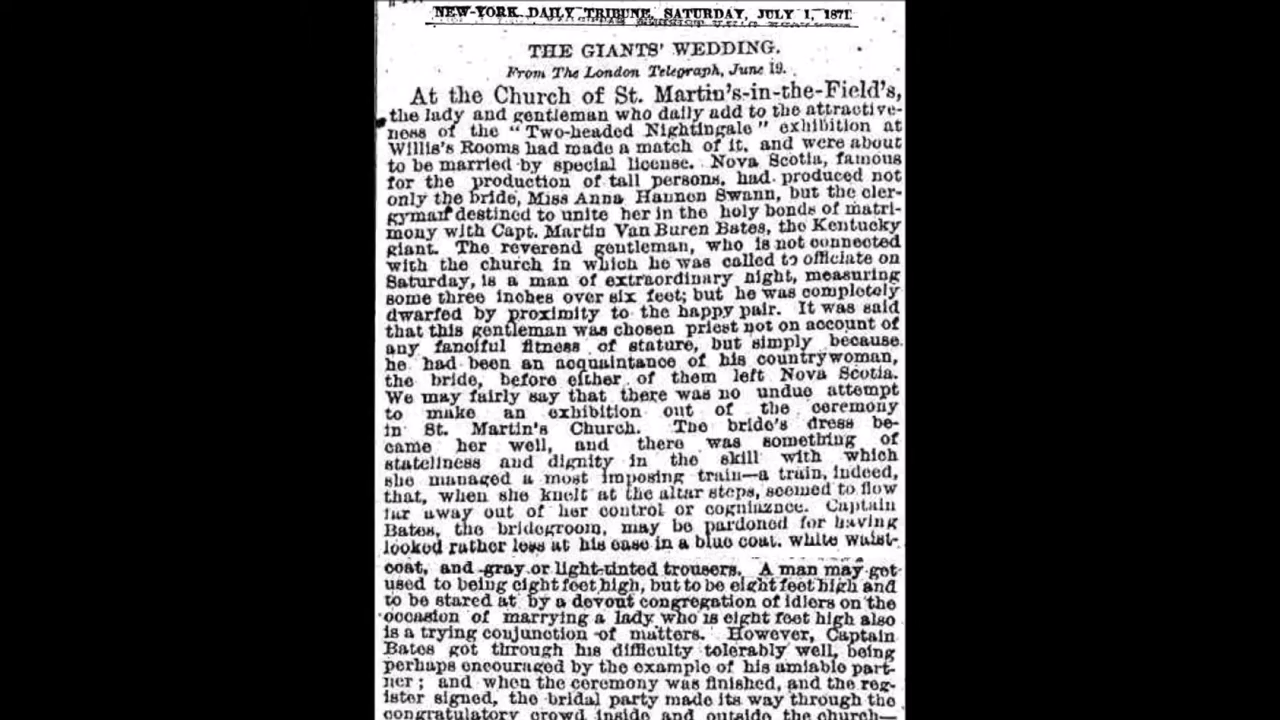 NEW-YORK DAILY TRIBUNE, SATURDAY, JULY 1, 1871.
THE GIANTS' WEDDING.
From The London Telegraph, June 19.
At the Church of St. Martin's-in-the-Field's,
the lady and gentleman who daily add to the attractive-
ness of the "Two-headed Nightingale" exhibition at
Willis's Rooms had made a match of it, and were about
to be married by special license. Nova Scotia, famous
for the production of tall persons, had produced not
only the bride, Miss Anna Hannen Swann, but the cler-
gyman destined to unite her in the holy bonds of matri-
mony with Capt. Martin Van Buren Bates, the Kentucky
giant. The reverend gentleman, who is not connected
with the church in which he was called to officiate on
Saturday, is a man of extraordinary night, measuring
some three inches over six feet; but he was completely
dwarfed by proximity to the happy pair. It was said
that this gentleman was chosen priest not on account of
any fanciful fitness of stature, but simply because
he had been an acquaintance of his countrywoman,
the bride, before either of them left Nova Scotia.
We may fairly say that there was no undue attempt
to make an exhibition out of the ceremony
in St. Martin's Church. The bride's dress be-
came her well, and there was something of
stateliness and dignity in the skill with which
she managed a most imposing train—a train, indeed,
that, when she knelt at the altar steps, seemed to flow
far away out of her control or cogniaznce. Captain
Bates, the bridegroom, may be pardoned for having
looked rather less at his ease in a blue coat, white waist-
coat, and gray or light-tinted trousers. A man may get
used to being eight feet high, but to be eight feet high and
to be stared at by a devout congregation of idlers on the
occasion of marrying a lady who is eight feet high also
is a trying conjunction of matters. However, Captain
Bates got through his difficulty tolerably well, being
perhaps encouraged by the example of his amiable part-
ner; and when the ceremony was finished, and the reg-
ister signed, the bridal party made its way through the
congratulatory crowd inside and outside the church—